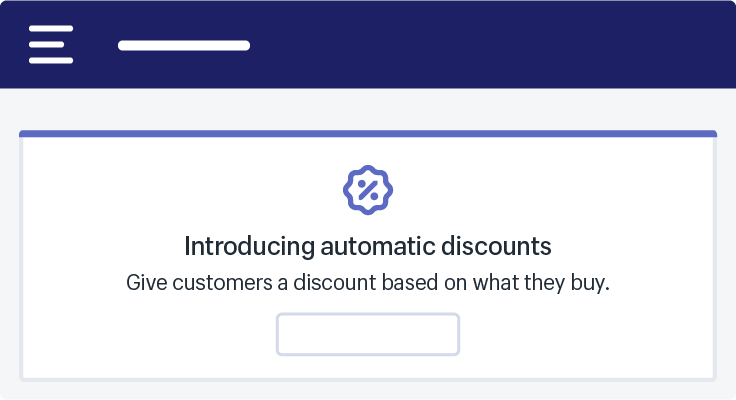 Introducing automatic discounts
Give customers a discount based on what they buy.